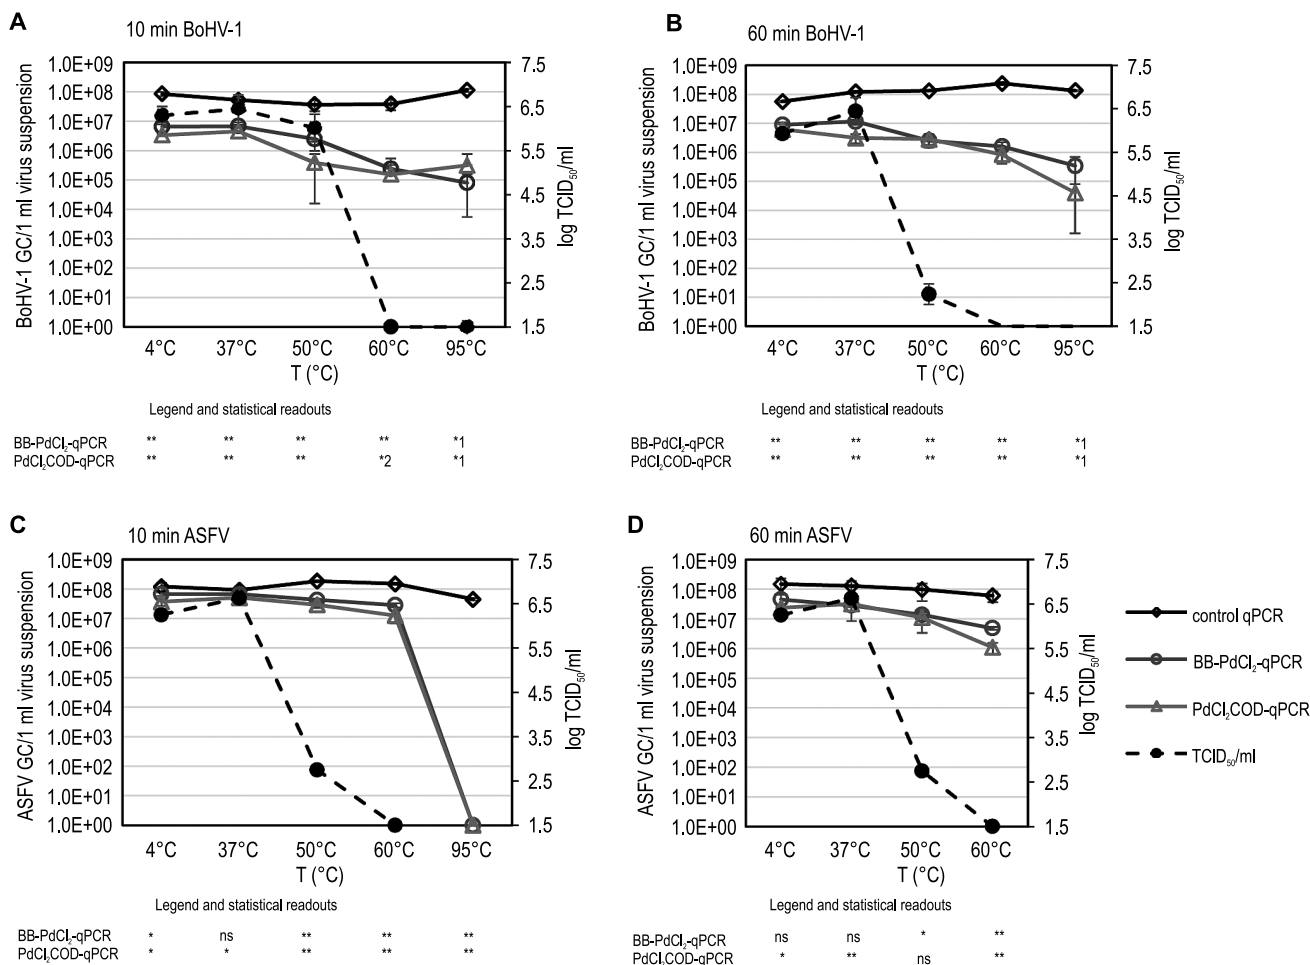 A
10 min BoHV-1
BoHV-1 GC/1 ml virus suspension
1.0E+09
1.0E+08
1.0E+07
1.0E+06
1.0E+05
1.0E+04
1.0E+03
1.0E+02
1.0E+01
1.0E+00
7.5
6.5
5.5
4.5
3.5
2.5
1.5
log TCID50/ml
4°C 37°C 50°C 60°C 95°C
T (°C)
Legend and statistical readouts
BB-PdCl2-qPCR ** ** ** ** *1
PdCl2COD-qPCR ** ** ** *2 *1
B
60 min BoHV-1
BoHV-1 GC/1 ml virus suspension
1.0E+09
1.0E+08
1.0E+07
1.0E+06
1.0E+05
1.0E+04
1.0E+03
1.0E+02
1.0E+01
1.0E+00
7.5
6.5
5.5
4.5
3.5
2.5
1.5
log TCID50/ml
4°C 37°C 50°C 60°C 95°C
T (°C)
Legend and statistical readouts
BB-PdCl2-qPCR ** ** ** ** *1
PdCl2COD-qPCR ** ** ** ** *1
C
10 min ASFV
ASFV GC/1 ml virus suspension
1.0E+09
1.0E+08
1.0E+07
1.0E+06
1.0E+05
1.0E+04
1.0E+03
1.0E+02
1.0E+01
1.0E+00
7.5
6.5
5.5
4.5
3.5
2.5
1.5
log TCID50/ml
4°C 37°C 50°C 60°C 95°C
T (°C)
Legend and statistical readouts
BB-PdCl2-qPCR * ns ** ** **
PdCl2COD-qPCR * * ** ** **
D
60 min ASFV
ASFV GC/1 ml virus suspension
1.0E+09
1.0E+08
1.0E+07
1.0E+06
1.0E+05
1.0E+04
1.0E+03
1.0E+02
1.0E+01
1.0E+00
7.5
6.5
5.5
4.5
3.5
2.5
1.5
log TCID50/ml
4°C 37°C 50°C 60°C
T (°C)
Legend and statistical readouts
BB-PdCl2-qPCR ns ns * **
PdCl2COD-qPCR * ** ns **
control qPCR
BB-PdCl2-qPCR
PdCl2COD-qPCR
TCID50/ml